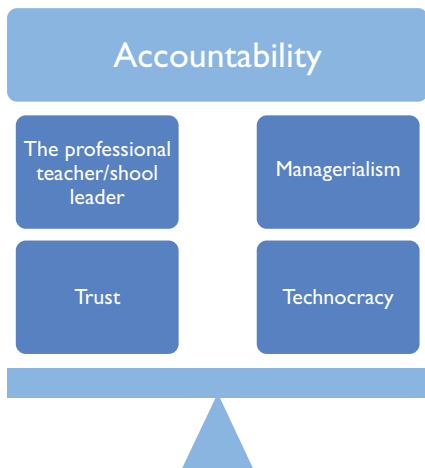 Accountability
The professional
teacher/shool
leader
Managerialism
Trust
Technocracy